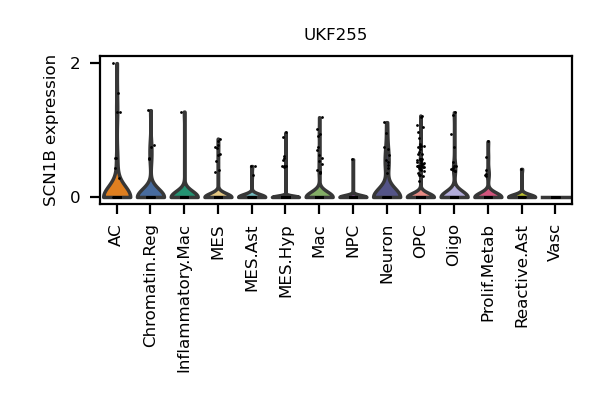 UKF255
SCN1B expression
2
0
AC
Chromatin.Reg
Inflammatory.Mac
MES
MES.Ast
MES.Hyp
Mac
NPC
Neuron
OPC
Oligo
Prolif.Metab
Reactive.Ast
Vasc